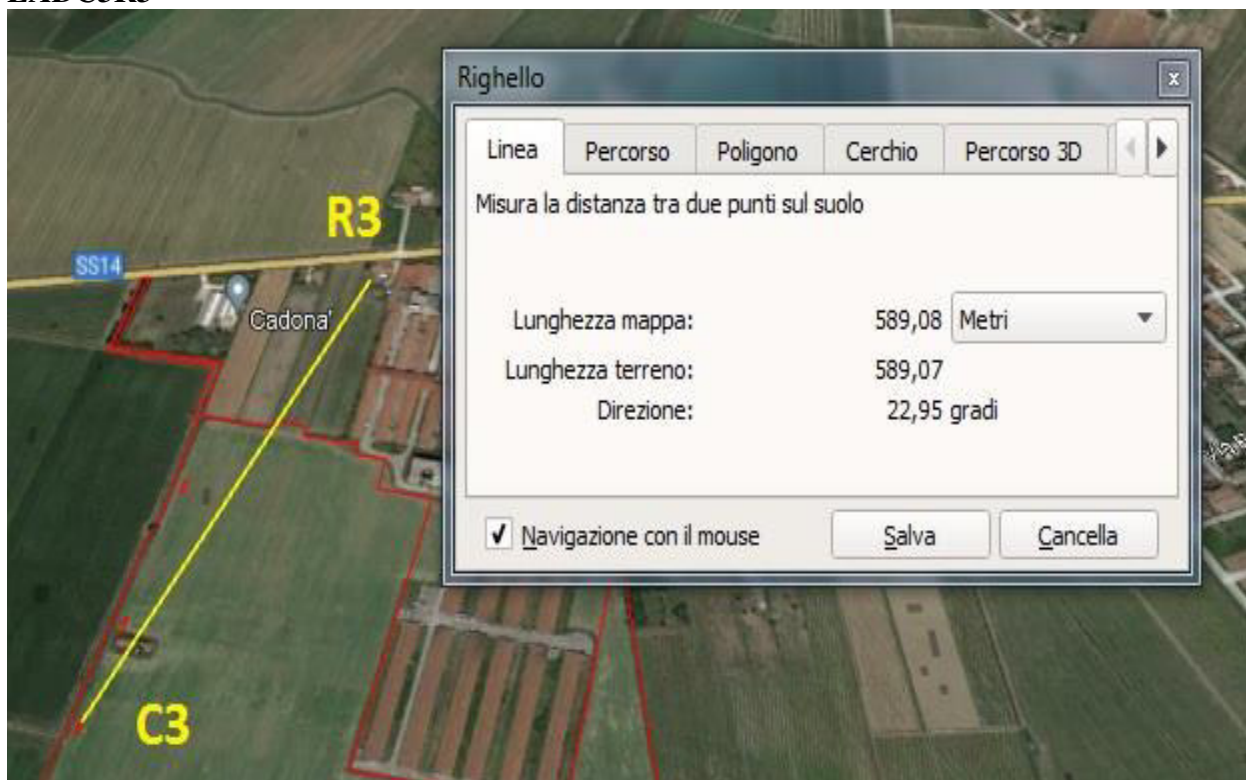 Righello
Linea Percorso Poligono Cerchio Percorso 3D
Misura la distanza tra due punti sul suolo
Lunghezza mappa: 589,08 Metri
Lunghezza terreno: 589,07
Direzione: 22,95 gradi
Navigazione con il mouse Salva Cancella
R3
SS14
Cadona'
C3